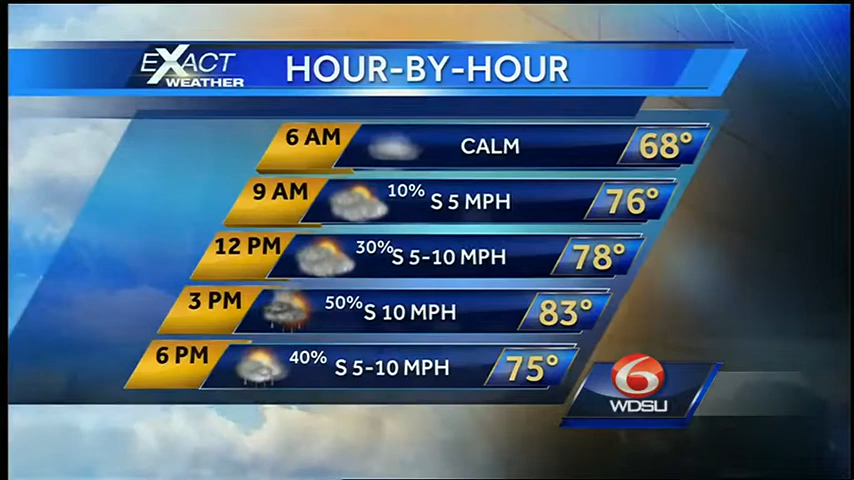 EXACT
WEATHER
HOUR-BY-HOUR
6 AM CALM 68°
9 AM 10% S 5 MPH 76°
12 PM 30% S 5-10 MPH 78°
3 PM 50% S 10 MPH 83°
6 PM 40% S 5-10 MPH 75°
6
WDSU